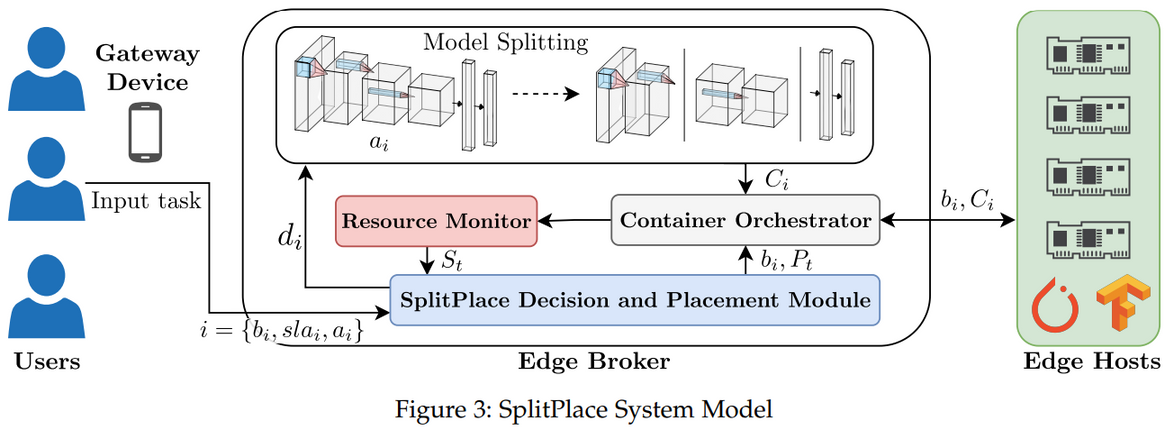 Gateway
Device
Model Splitting
a_i
Input task
C_i
b_i, C_i
Resource Monitor
Container Orchestrator
d_i
S_t
b_i, P_t
SplitPlace Decision and Placement Module
i = {b_i, sla_i, a_i}
Users
Edge Broker
Edge Hosts
Figure 3: SplitPlace System Model